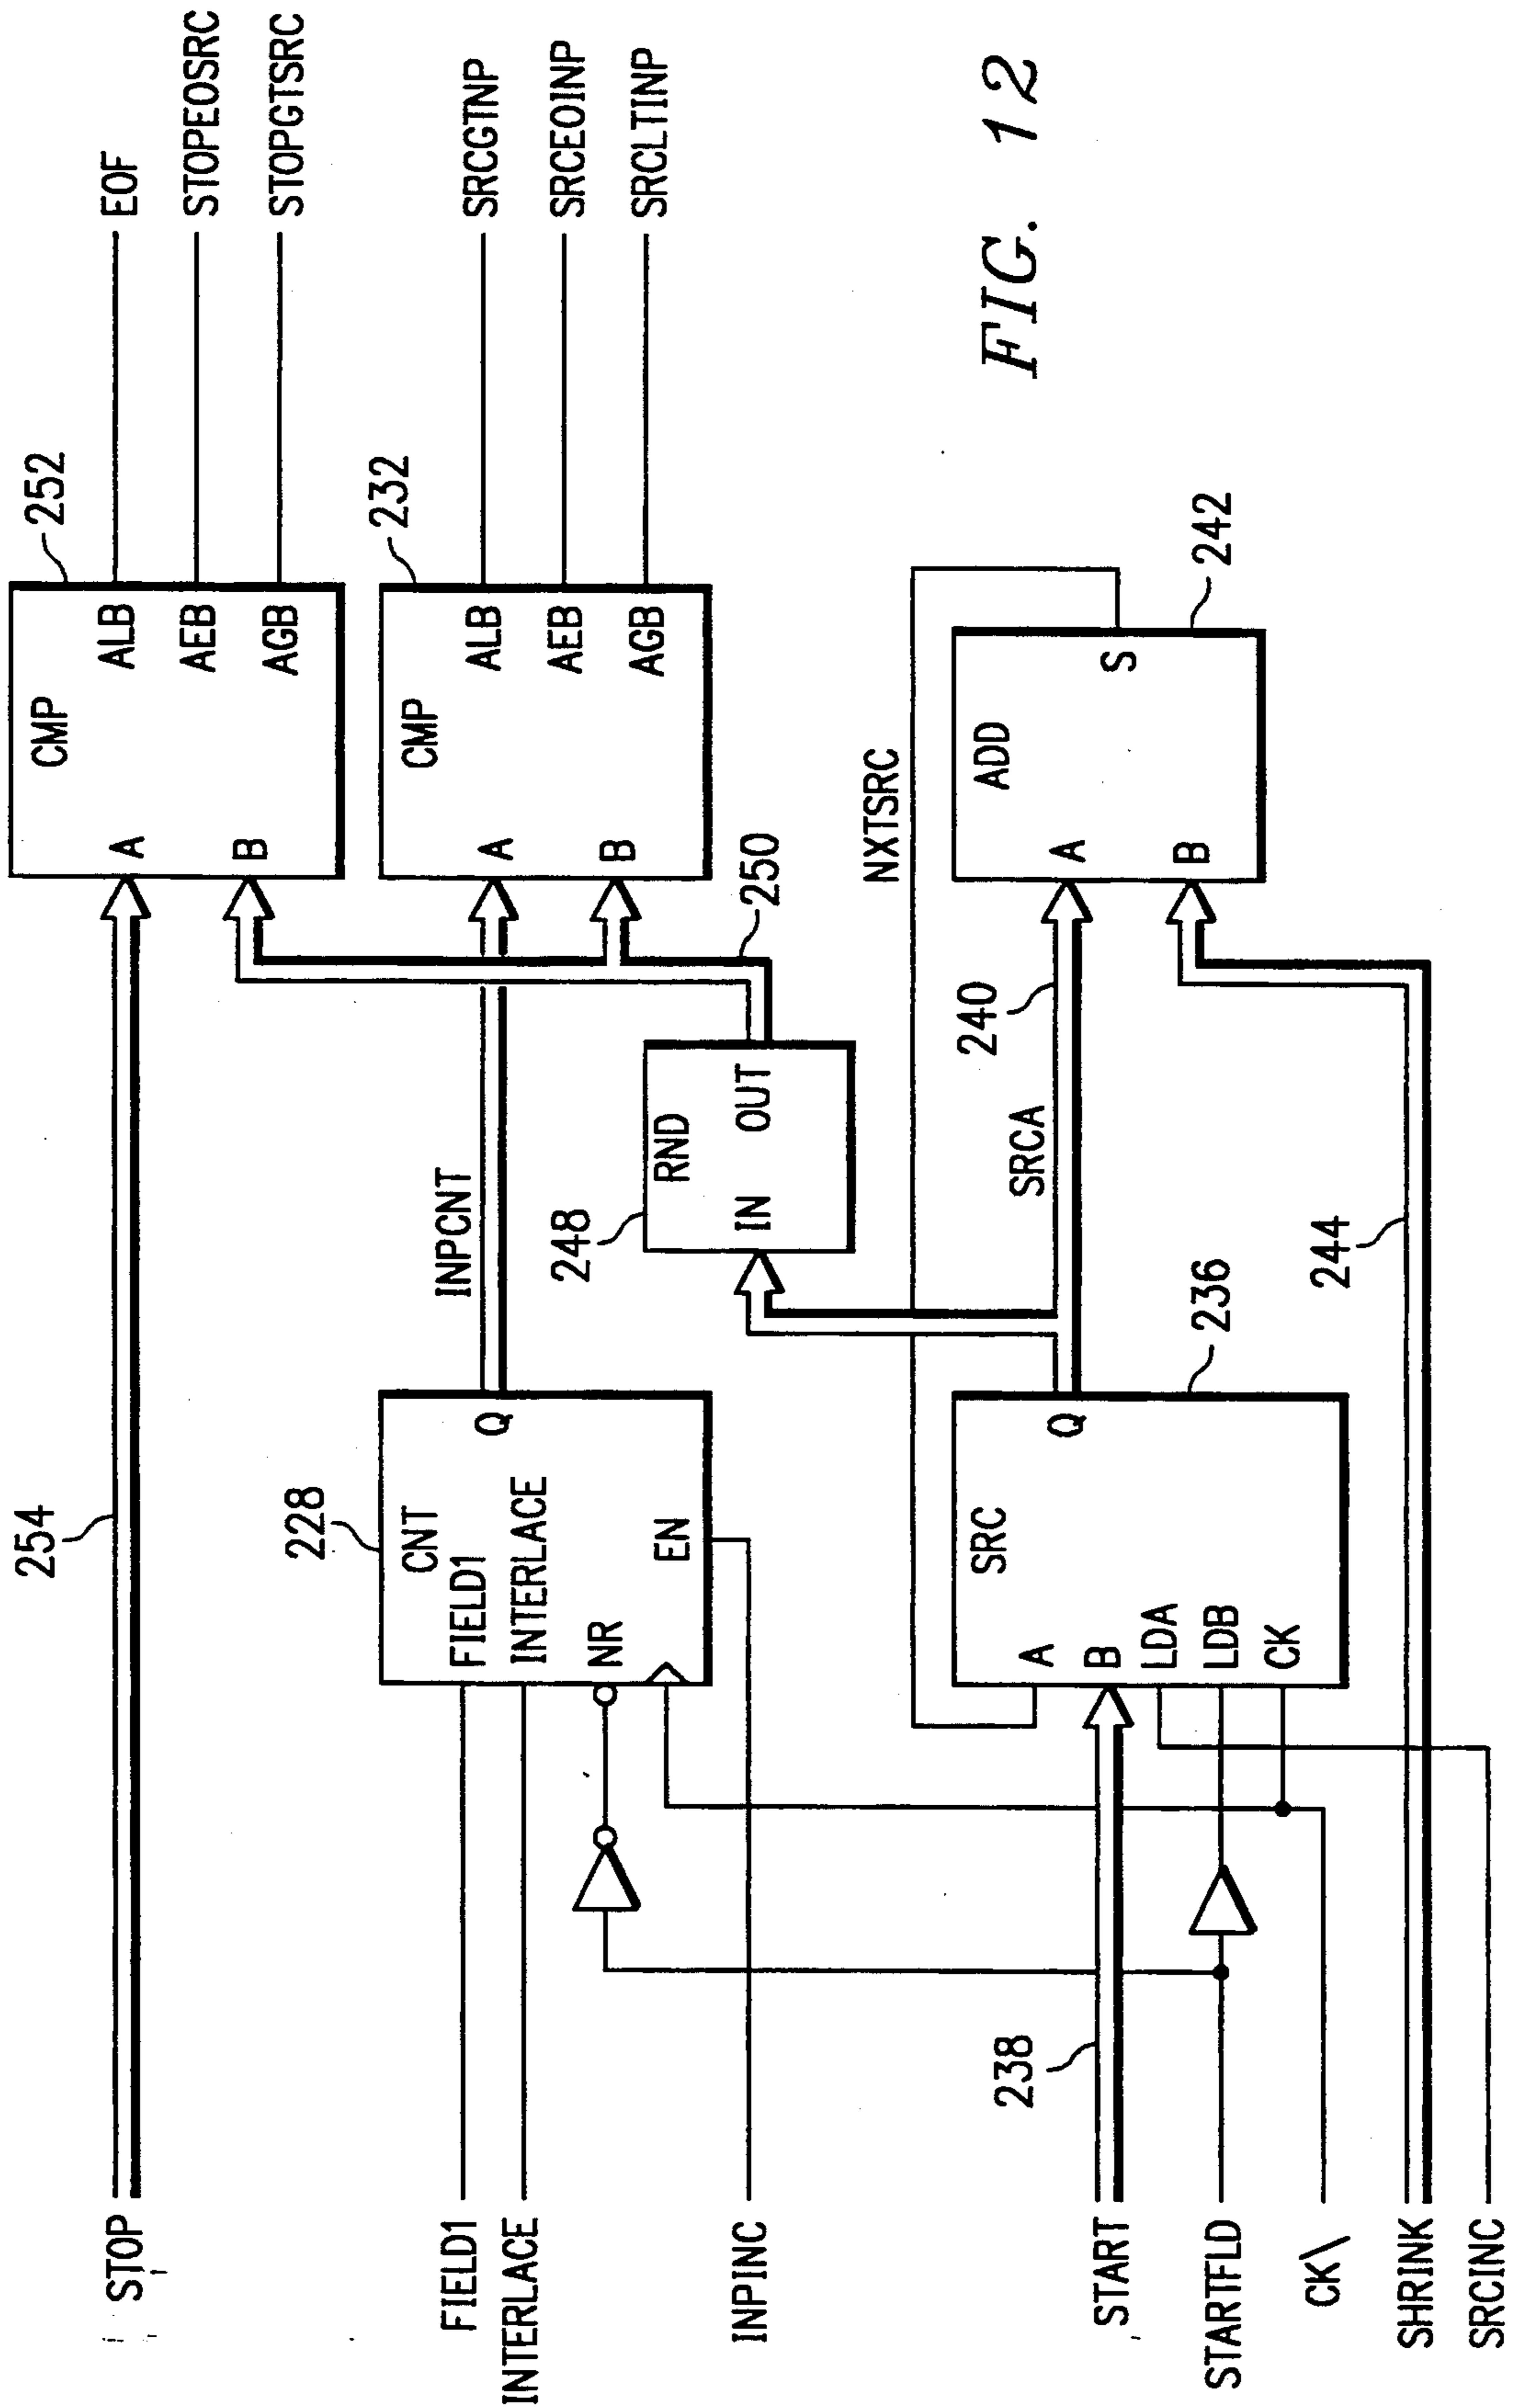 STOP
254
A
B
CMP
ALB
AEB
AGB
252
EOF
STOPEOSRC
STOPGTSRC
FIELD1
INTERLACE
INPINC
228
CNT
FIELD1
INTERLACE
NR
EN
Q
INPCNT
A
B
CMP
ALB
AEB
AGB
232
SRCGTNP
SRCEOINP
SRCLTINP
248
RND
IN
OUT
250
NXTSRC
START
238
STARTFLD
CK\
SHRINK
SRCINC
SRC
A
B
LDA
LDB
CK
Q
236
SRCA
240
244
ADD
A
B
S
242
FIG. 12